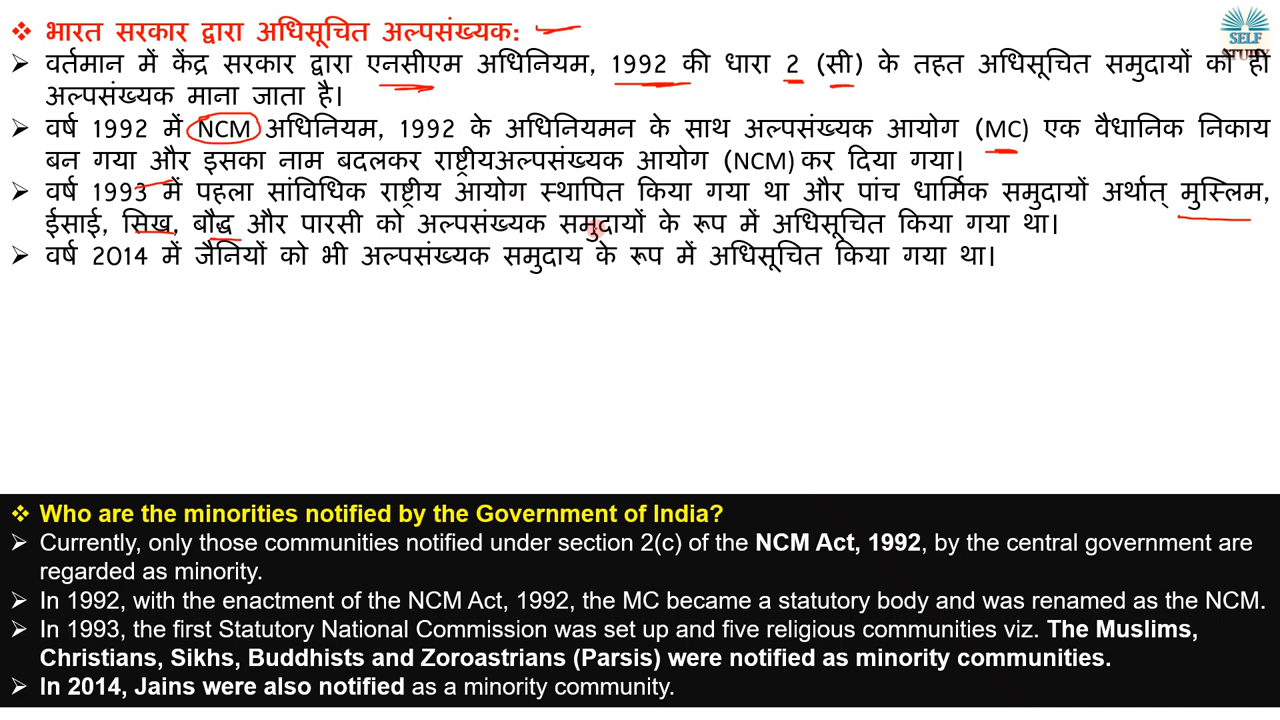 ❖ भारत सरकार द्वारा अधिसूचित अल्पसंख्यक:
SELF
STUDY
➢ वर्तमान में केंद्र सरकार द्वारा एनसीएम अधिनियम, 1992 की धारा 2 (सी) के तहत अधिसूचित समुदायों को ही
अल्पसंख्यक माना जाता है।
➢ वर्ष 1992 में NCM अधिनियम, 1992 के अधिनियमन के साथ अल्पसंख्यक आयोग (MC) एक वैधानिक निकाय
बन गया और इसका नाम बदलकर राष्ट्रीयअल्पसंख्यक आयोग (NCM) कर दिया गया।
➢ वर्ष 1993 में पहला सांविधिक राष्ट्रीय आयोग स्थापित किया गया था और पांच धार्मिक समुदायों अर्थात् मुस्लिम,
ईसाई, सिख, बौद्ध और पारसी को अल्पसंख्यक समुदायों के रूप में अधिसूचित किया गया था।
➢ वर्ष 2014 में जैनियों को भी अल्पसंख्यक समुदाय के रूप में अधिसूचित किया गया था।
❖ Who are the minorities notified by the Government of India?
➢ Currently, only those communities notified under section 2(c) of the NCM Act, 1992, by the central government are
regarded as minority.
➢ In 1992, with the enactment of the NCM Act, 1992, the MC became a statutory body and was renamed as the NCM.
➢ In 1993, the first Statutory National Commission was set up and five religious communities viz. The Muslims,
Christians, Sikhs, Buddhists and Zoroastrians (Parsis) were notified as minority communities.
➢ In 2014, Jains were also notified as a minority community.